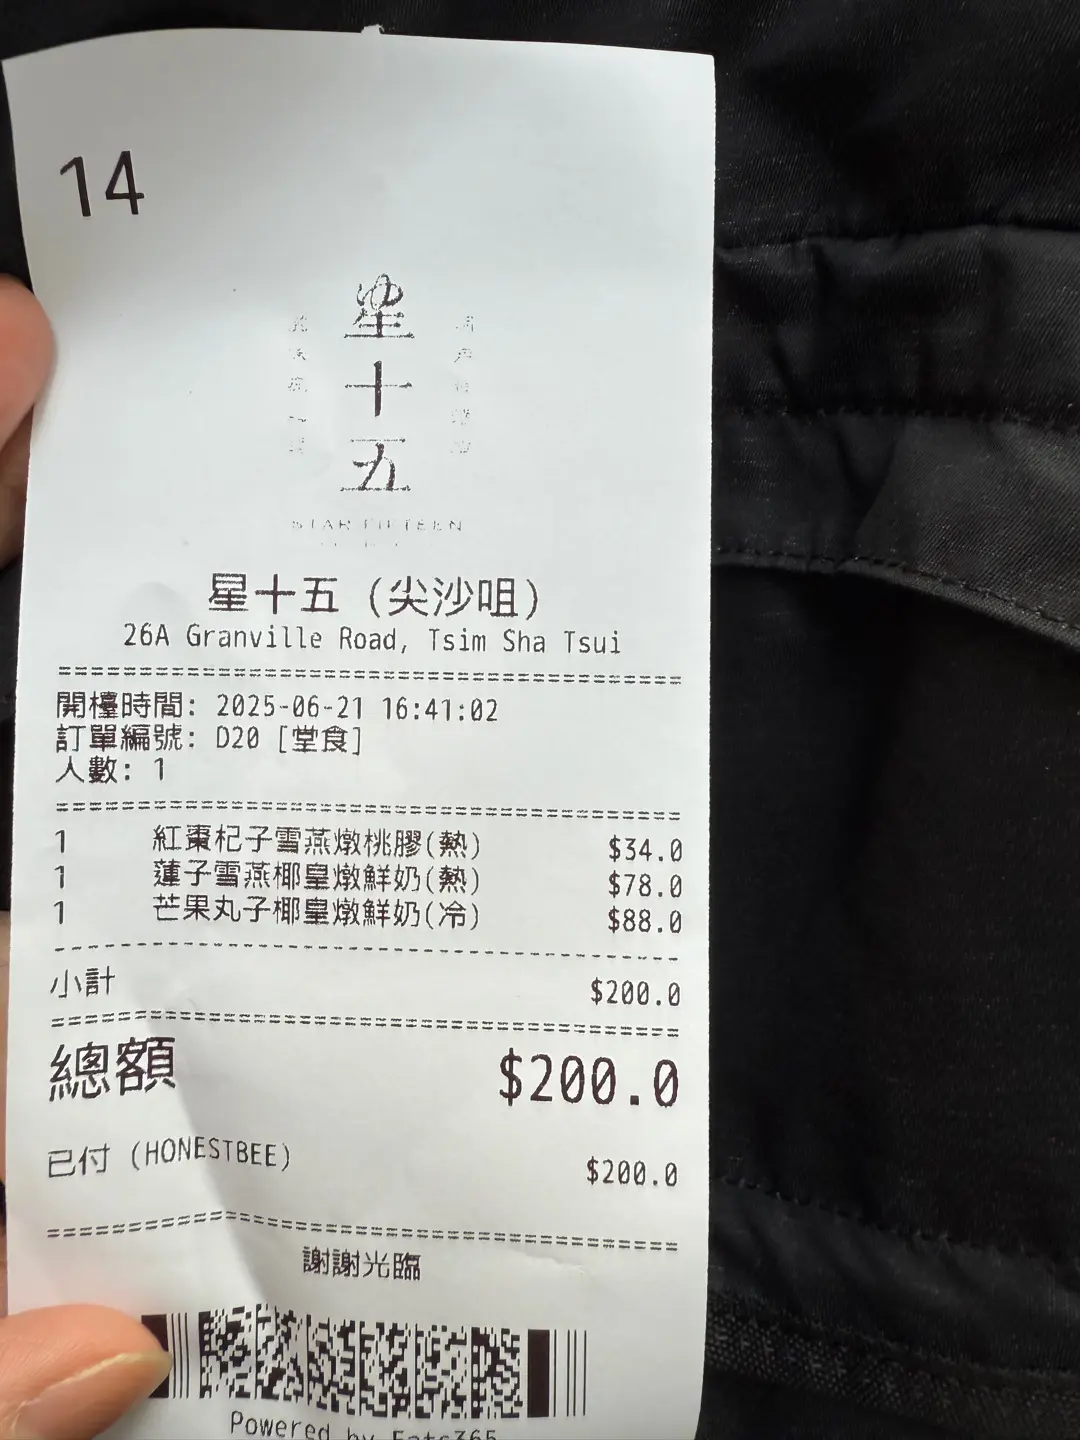 14
星
十
五
STAR FIFTEEN
星十五 (尖沙咀)
26A Granville Road, Tsim Sha Tsui
開檯時間: 2025-06-21 16:41:02
訂單編號: D20 [堂食]
人數: 1
1 紅棗杞子雪燕燉桃膠(熱) $34.0
1 蓮子雪燕椰皇燉鮮奶(熱) $78.0
1 芒果丸子椰皇燉鮮奶(冷) $88.0
小計 $200.0
總額 $200.0
已付 (HONESTBEE) $200.0
謝謝光臨
Powered by Eats365